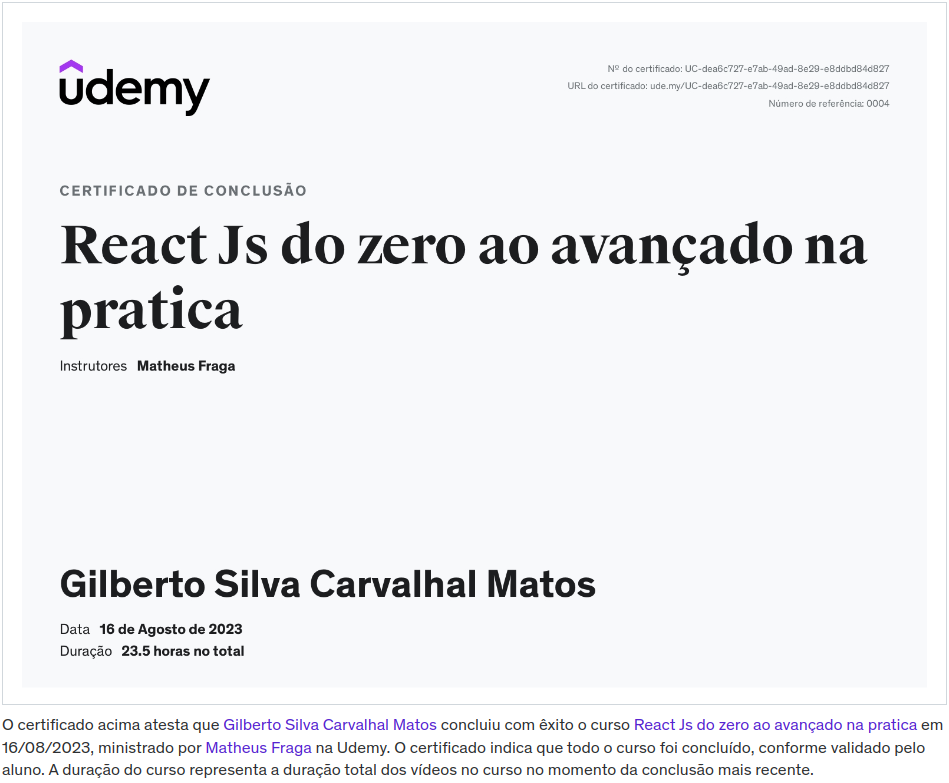 udemy
Nº do certificado: UC-dea6c727-e7ab-49ad-8e29-e8ddbd84d827
URL do certificado: ude.my/UC-dea6c727-e7ab-49ad-8e29-e8ddbd84d827
Número de referência: 0004
CERTIFICADO DE CONCLUSÃO
React Js do zero ao avançado na
pratica
Instrutores Matheus Fraga
Gilberto Silva Carvalhal Matos
Data 16 de Agosto de 2023
Duração 23.5 horas no total
O certificado acima atesta que Gilberto Silva Carvalhal Matos concluiu com êxito o curso React Js do zero ao avançado na pratica em
16/08/2023, ministrado por Matheus Fraga na Udemy. O certificado indica que todo o curso foi concluído, conforme validado pelo
aluno. A duração do curso representa a duração total dos vídeos no curso no momento da conclusão mais recente.